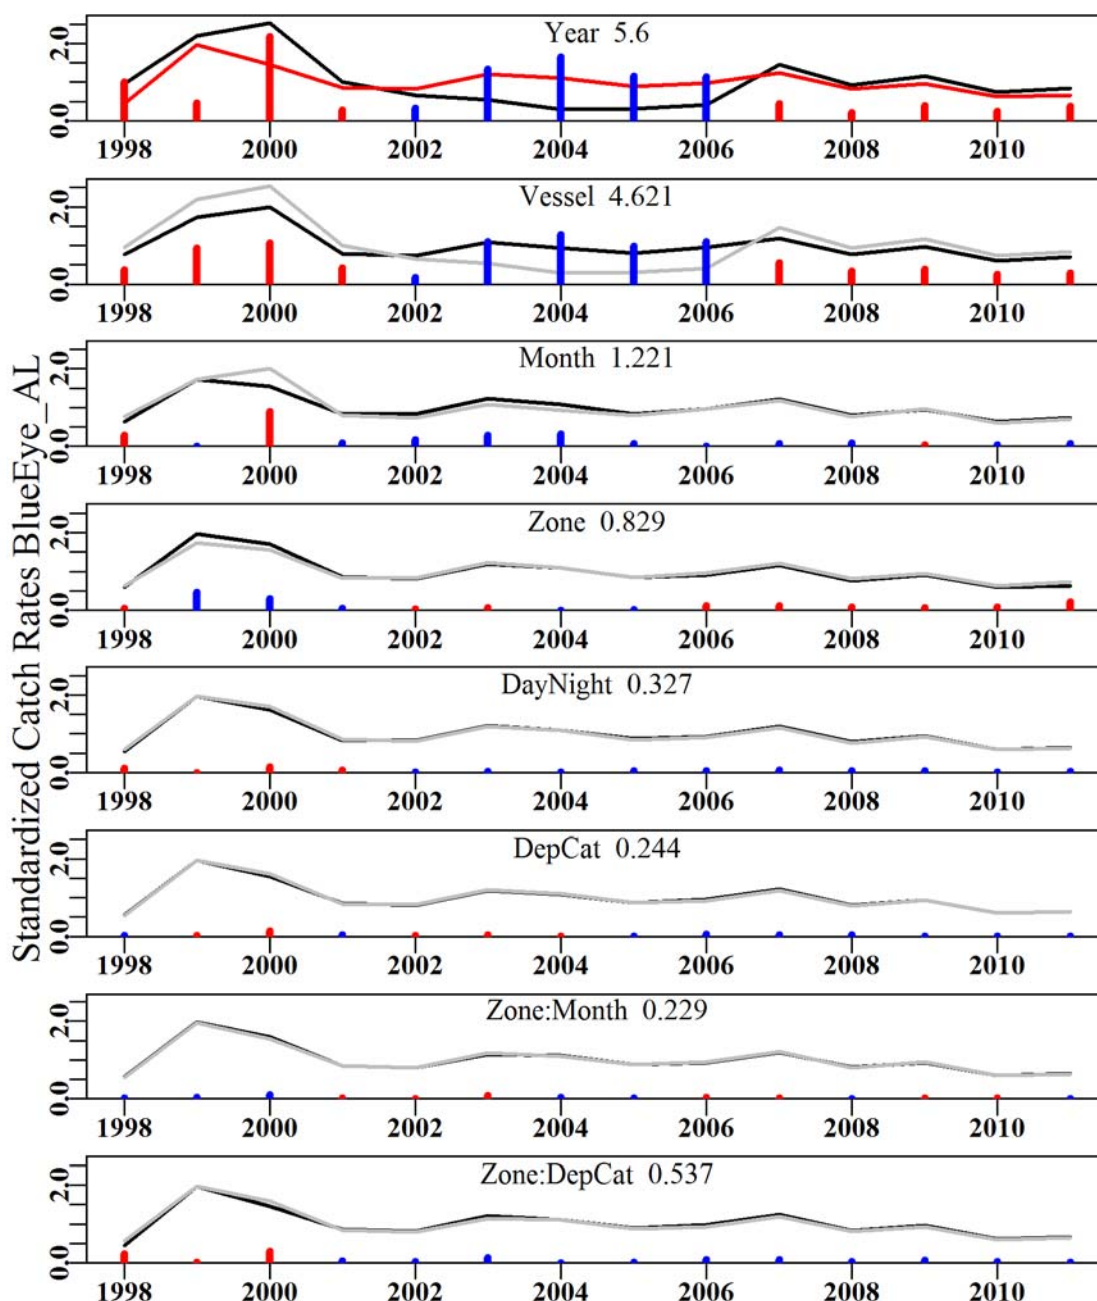 Standardized Catch Rates BlueEye_AL
Year 5.6
0.0 2.0
1998 2000 2002 2004 2006 2008 2010
Vessel 4.621
0.0 2.0
1998 2000 2002 2004 2006 2008 2010
Month 1.221
0.0 2.0
1998 2000 2002 2004 2006 2008 2010
Zone 0.829
0.0 2.0
1998 2000 2002 2004 2006 2008 2010
DayNight 0.327
0.0 2.0
1998 2000 2002 2004 2006 2008 2010
DepCat 0.244
0.0 2.0
1998 2000 2002 2004 2006 2008 2010
Zone:Month 0.229
0.0 2.0
1998 2000 2002 2004 2006 2008 2010
Zone:DepCat 0.537
0.0 2.0
1998 2000 2002 2004 2006 2008 2010